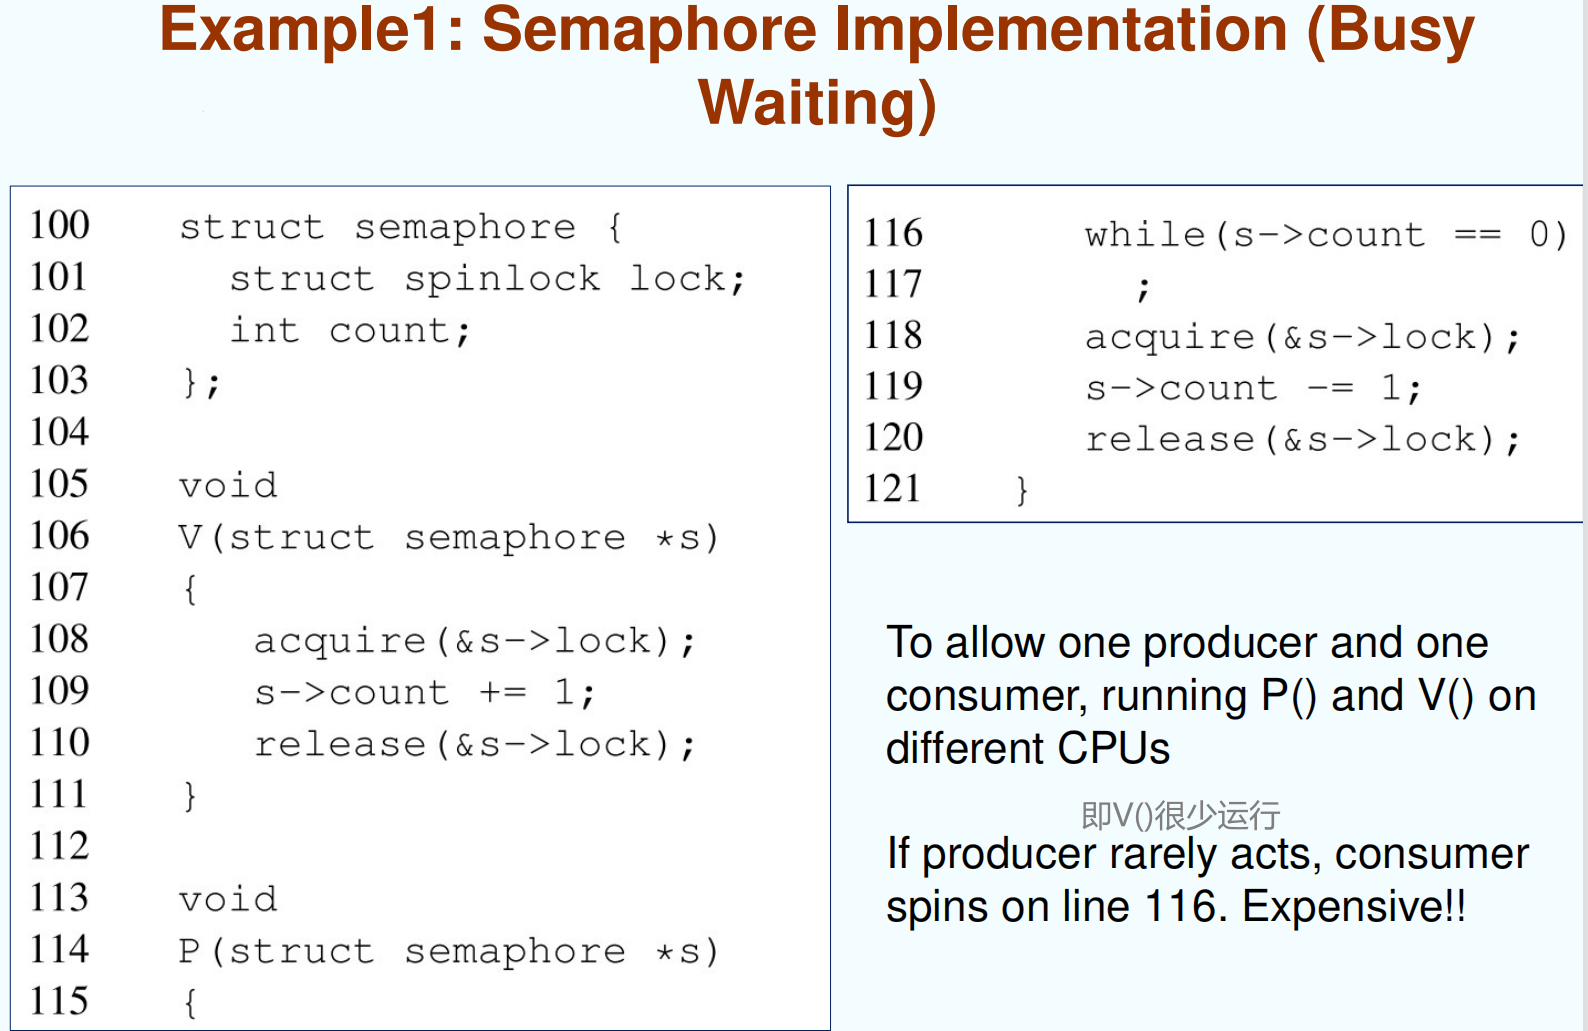 Example1: Semaphore Implementation (Busy
Waiting)
100 struct semaphore {
101 struct spinlock lock;
102 int count;
103 };
104
105 void
106 V(struct semaphore *s)
107 {
108 acquire(&s->lock);
109 s->count += 1;
110 release(&s->lock);
111 }
112
113 void
114 P(struct semaphore *s)
115 {
116 while(s->count == 0)
117 ;
118 acquire(&s->lock);
119 s->count -= 1;
120 release(&s->lock);
121 }
To allow one producer and one
consumer, running P() and V() on
different CPUs
即V()很少运行
If producer rarely acts, consumer
spins on line 116. Expensive!!